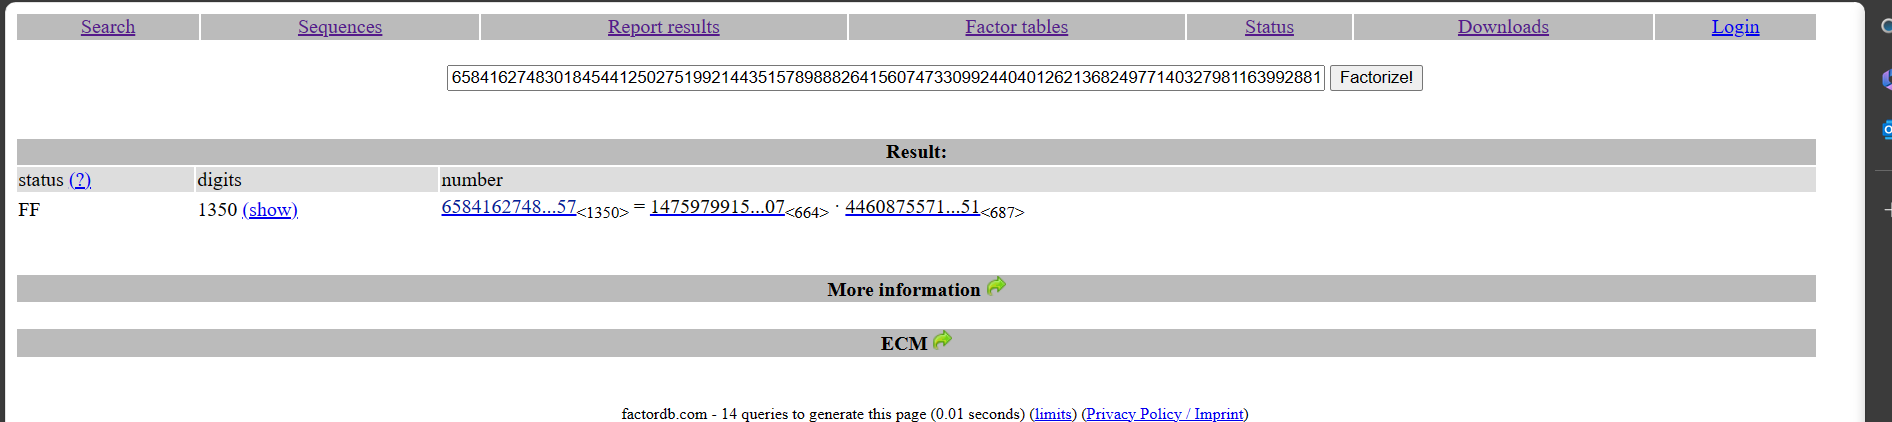 Search Sequences Report results Factor tables Status Downloads Login
65841627483018454412502751992144351578988826415607473309924404012621368249771403279811639928​81 Factorize!
Result:
status (?) digits number
FF 1350 (show) 6584162748...57<1350> = 1475979915...07<664> · 4460875571...51<687>
More information
ECM
factordb.com - 14 queries to generate this page (0.01 seconds) (limits) (Privacy Policy / Imprint)